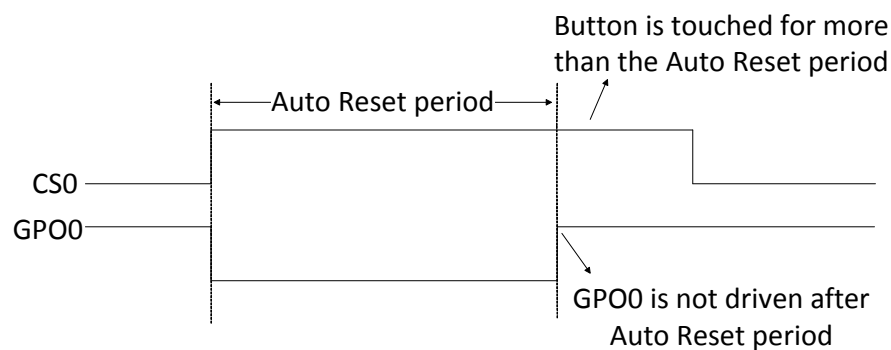 Button is touched for more
than the Auto Reset period
Auto Reset period
CS0
GPO0
GPO0 is not driven after
Auto Reset period